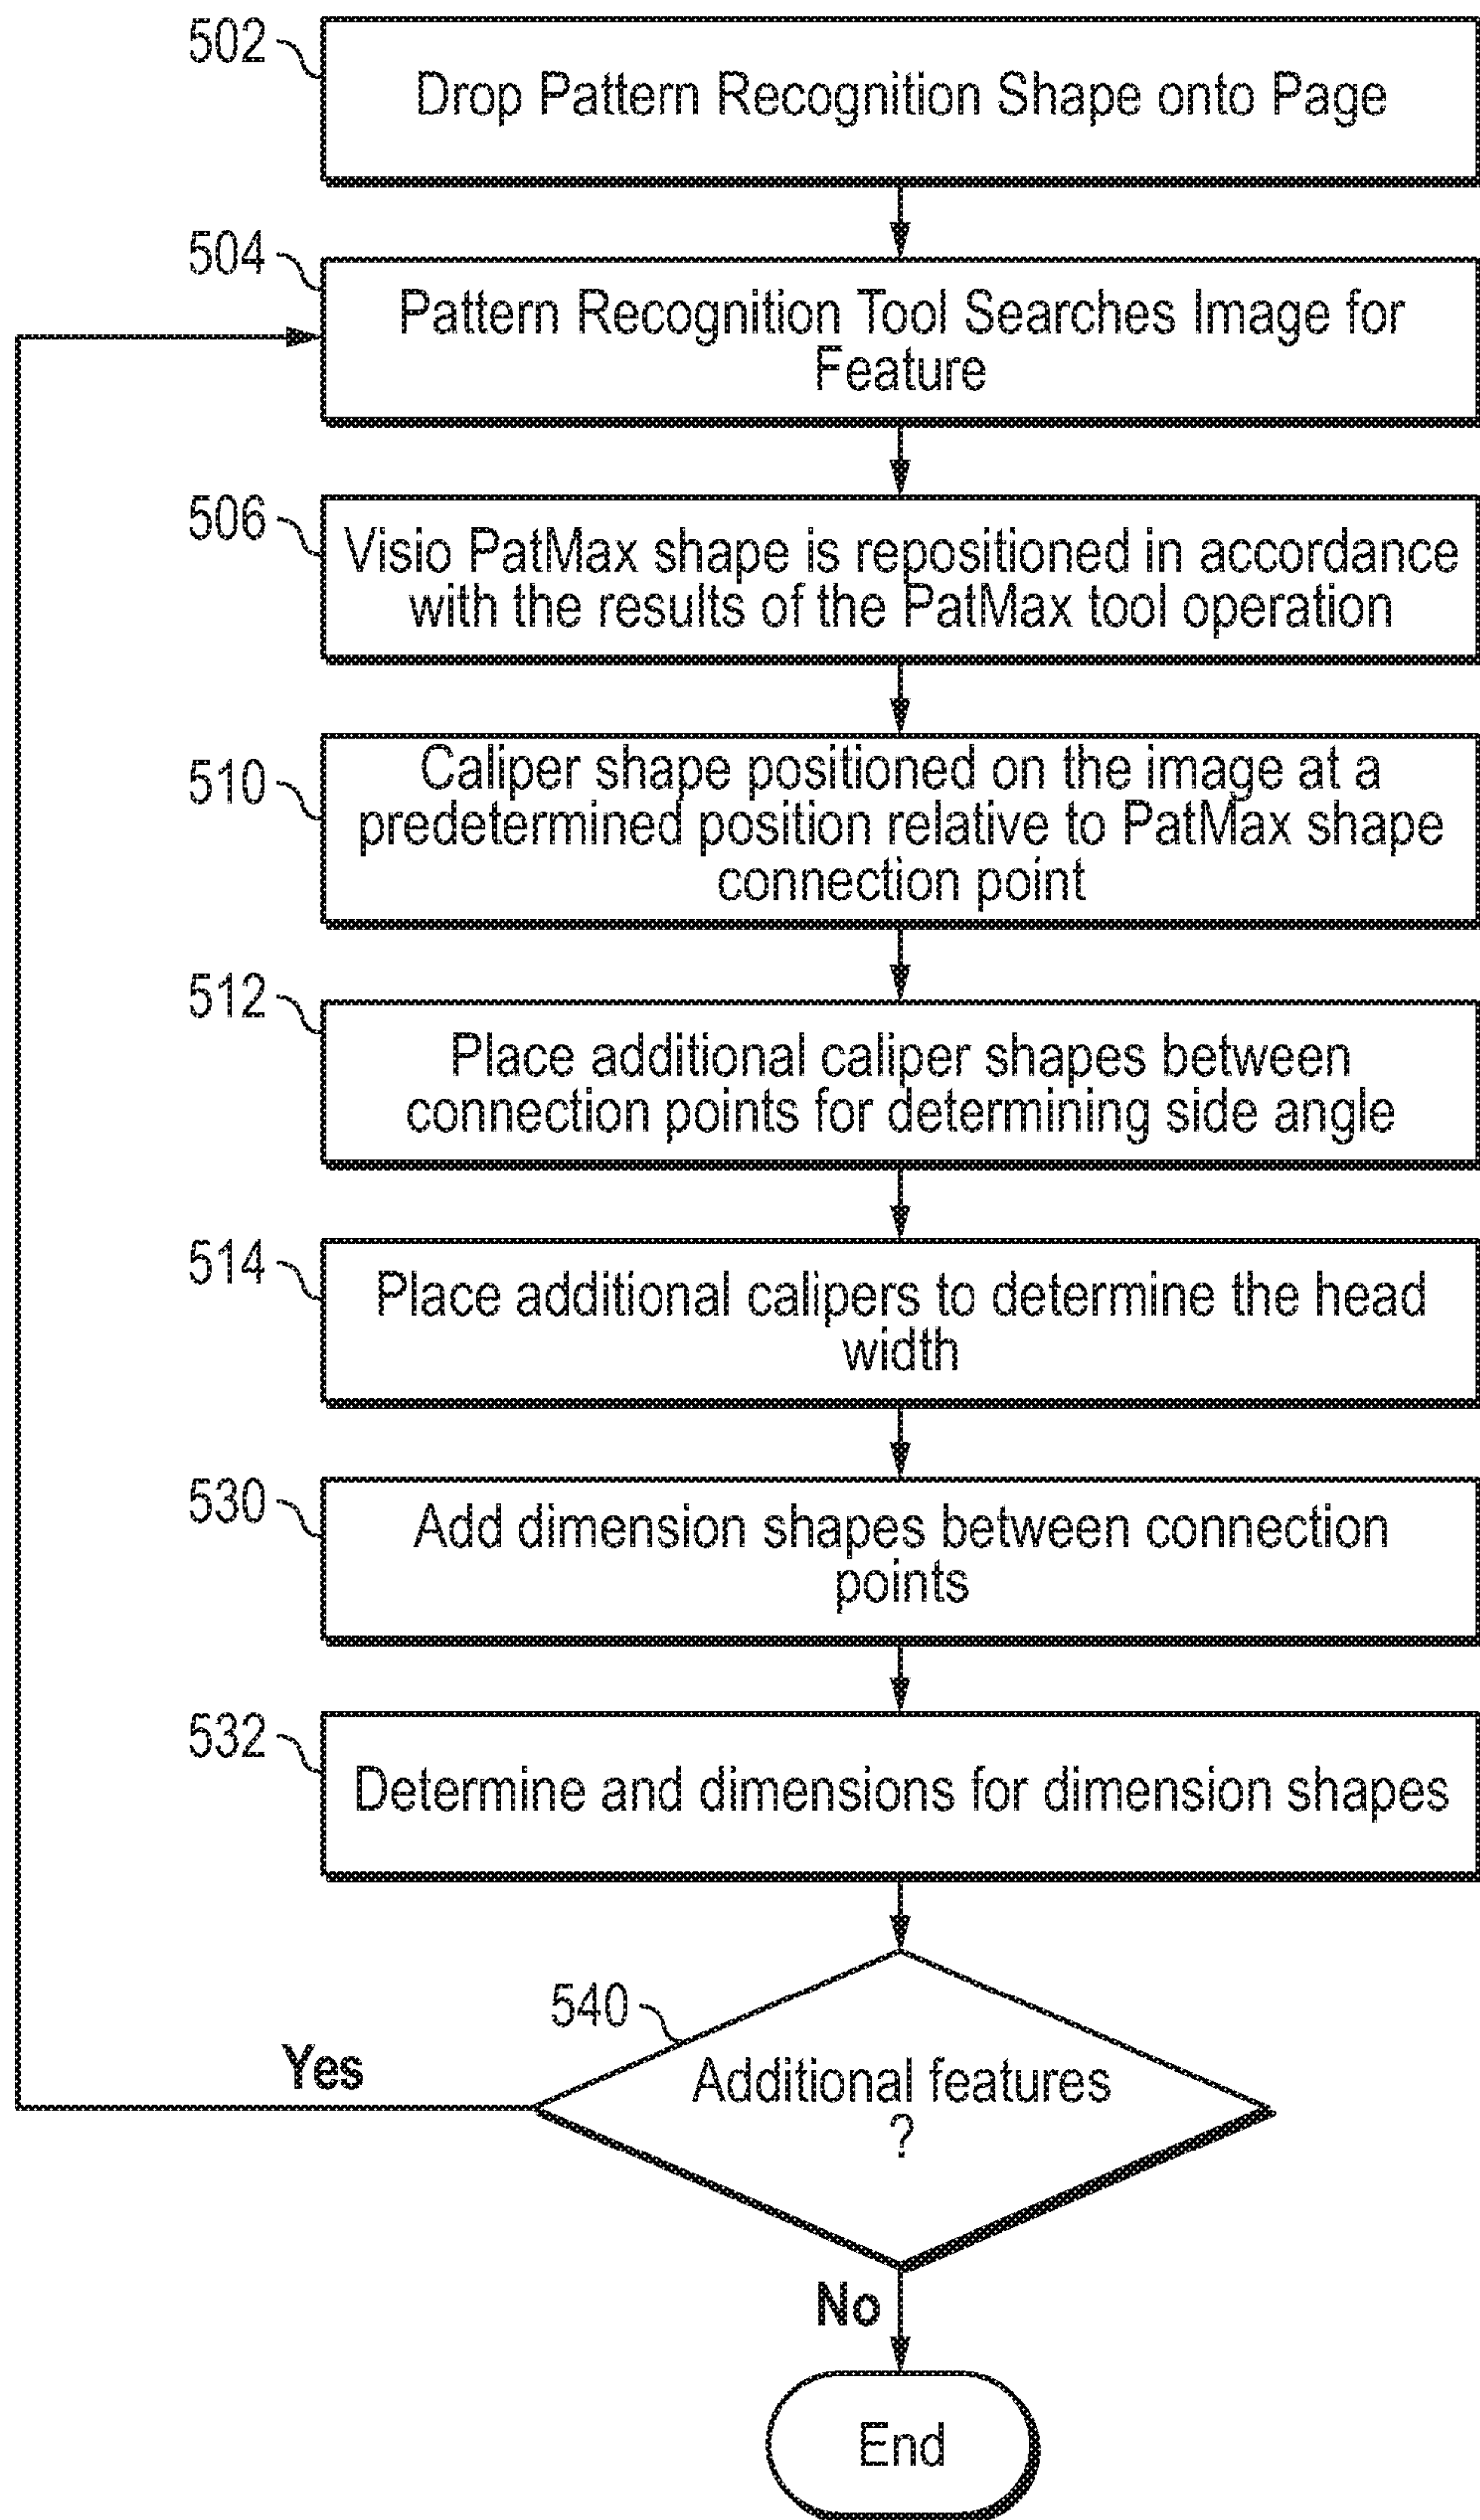 502
Drop Pattern Recognition Shape onto Page
504
Pattern Recognition Tool Searches Image for
Feature
506
Visio PatMax shape is repositioned in accordance
with the results of the PatMax tool operation
510
Caliper shape positioned on the image at a
predetermined position relative to PatMax shape
connection point
512
Place additional caliper shapes between
connection points for determining side angle
514
Place additional calipers to determine the head
width
530
Add dimension shapes between connection
points
532
Determine and dimensions for dimension shapes
540
Additional features
?
Yes
No
End